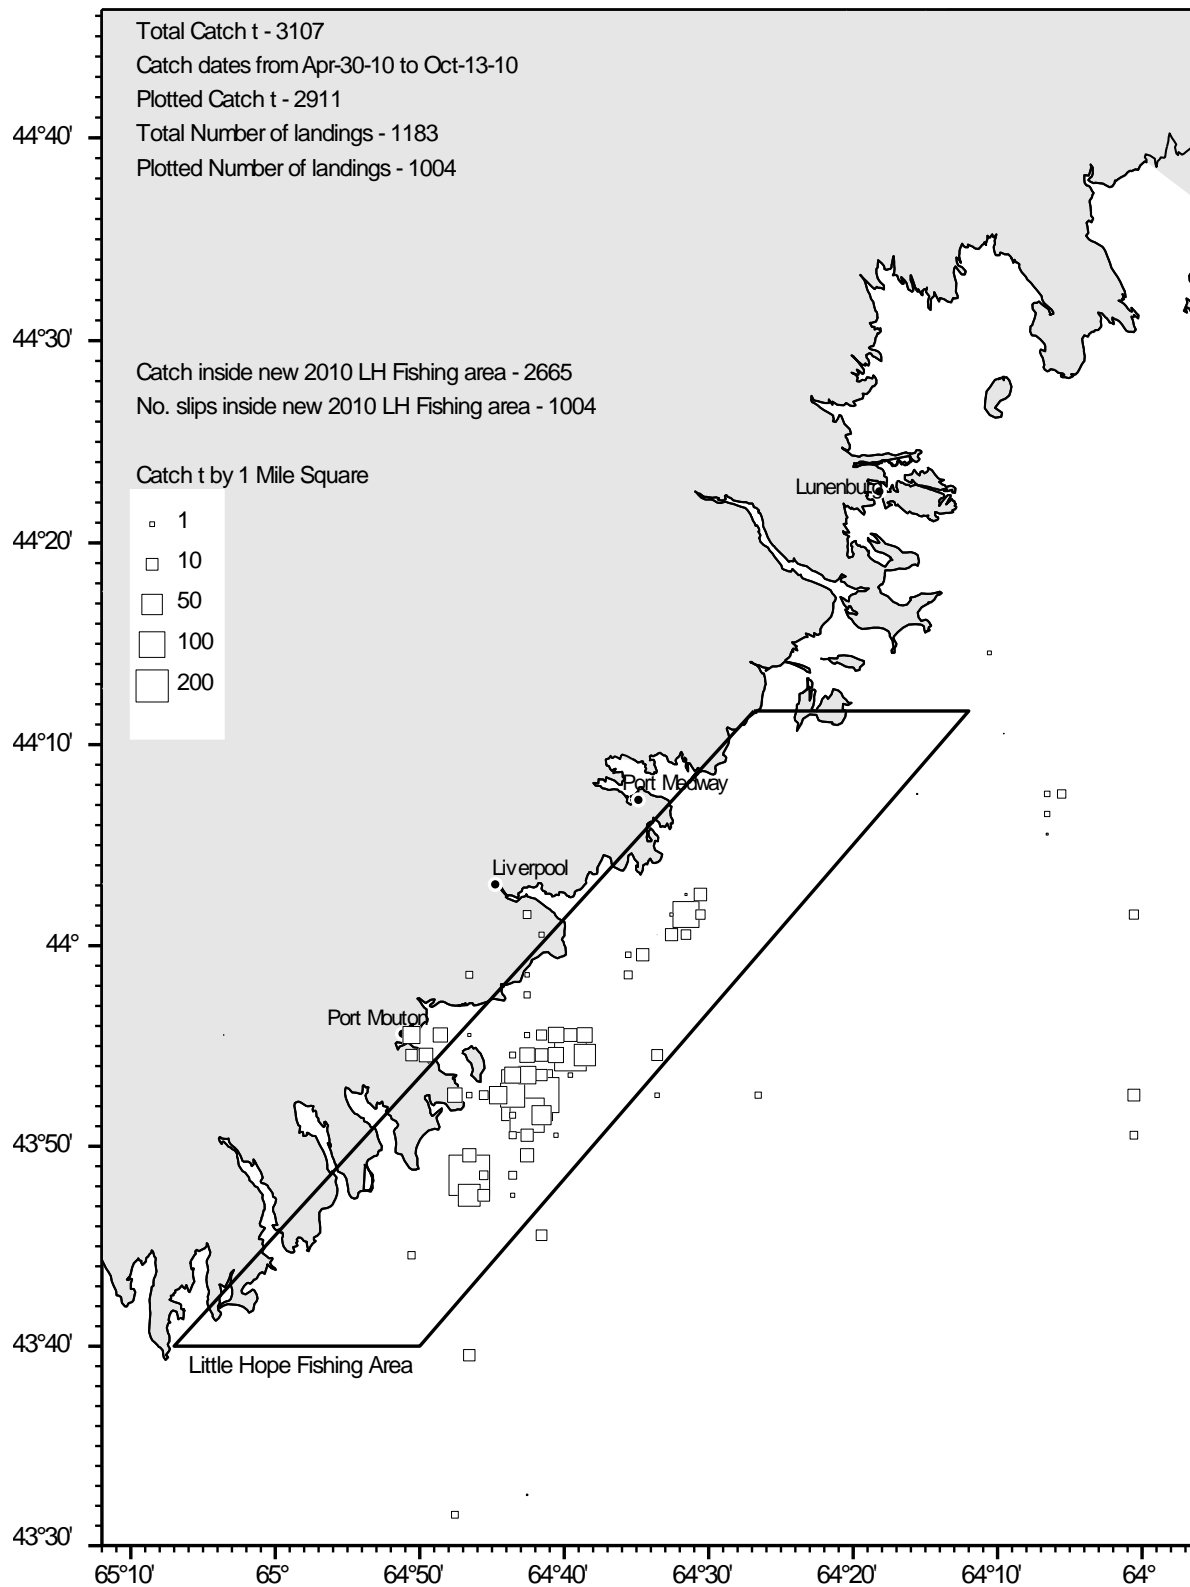 Total Catch t - 3107
Catch dates from Apr-30-10 to Oct-13-10
Plotted Catch t - 2911
Total Number of landings - 1183
Plotted Number of landings - 1004
44°40'
44°30'
Catch inside new 2010 LH Fishing area - 2665
No. slips inside new 2010 LH Fishing area - 1004
Catch t by 1 Mile Square
1
10
50
100
200
Lunenburg
44°20'
44°10'
Port Medway
Liverpool
44°
Port Mouton
43°50'
43°40'
Little Hope Fishing Area
43°30'
65°10' 65° 64°50' 64°40' 64°30' 64°20' 64°10' 64°